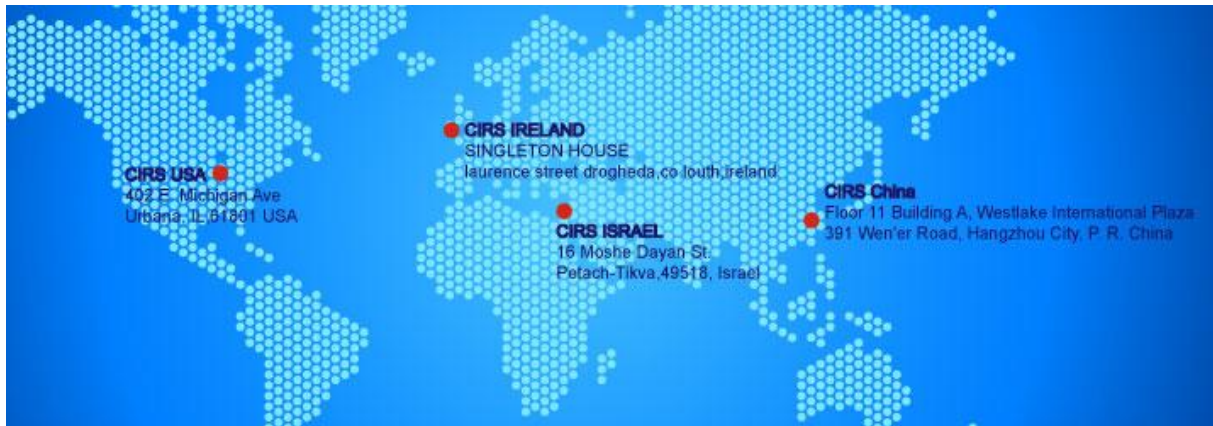 CIRS IRELAND
SINGLETON HOUSE
laurence street drogheda,co louth,ireland
CIRS USA
402 E. Michigan Ave
Urbana, IL 61801 USA
CIRS China
Floor 11 Building A, Westlake International Plaza
391 Wen'er Road, Hangzhou City, P. R. China
CIRS ISRAEL
16 Moshe Dayan St.
Petach-Tikva,49518, Israel